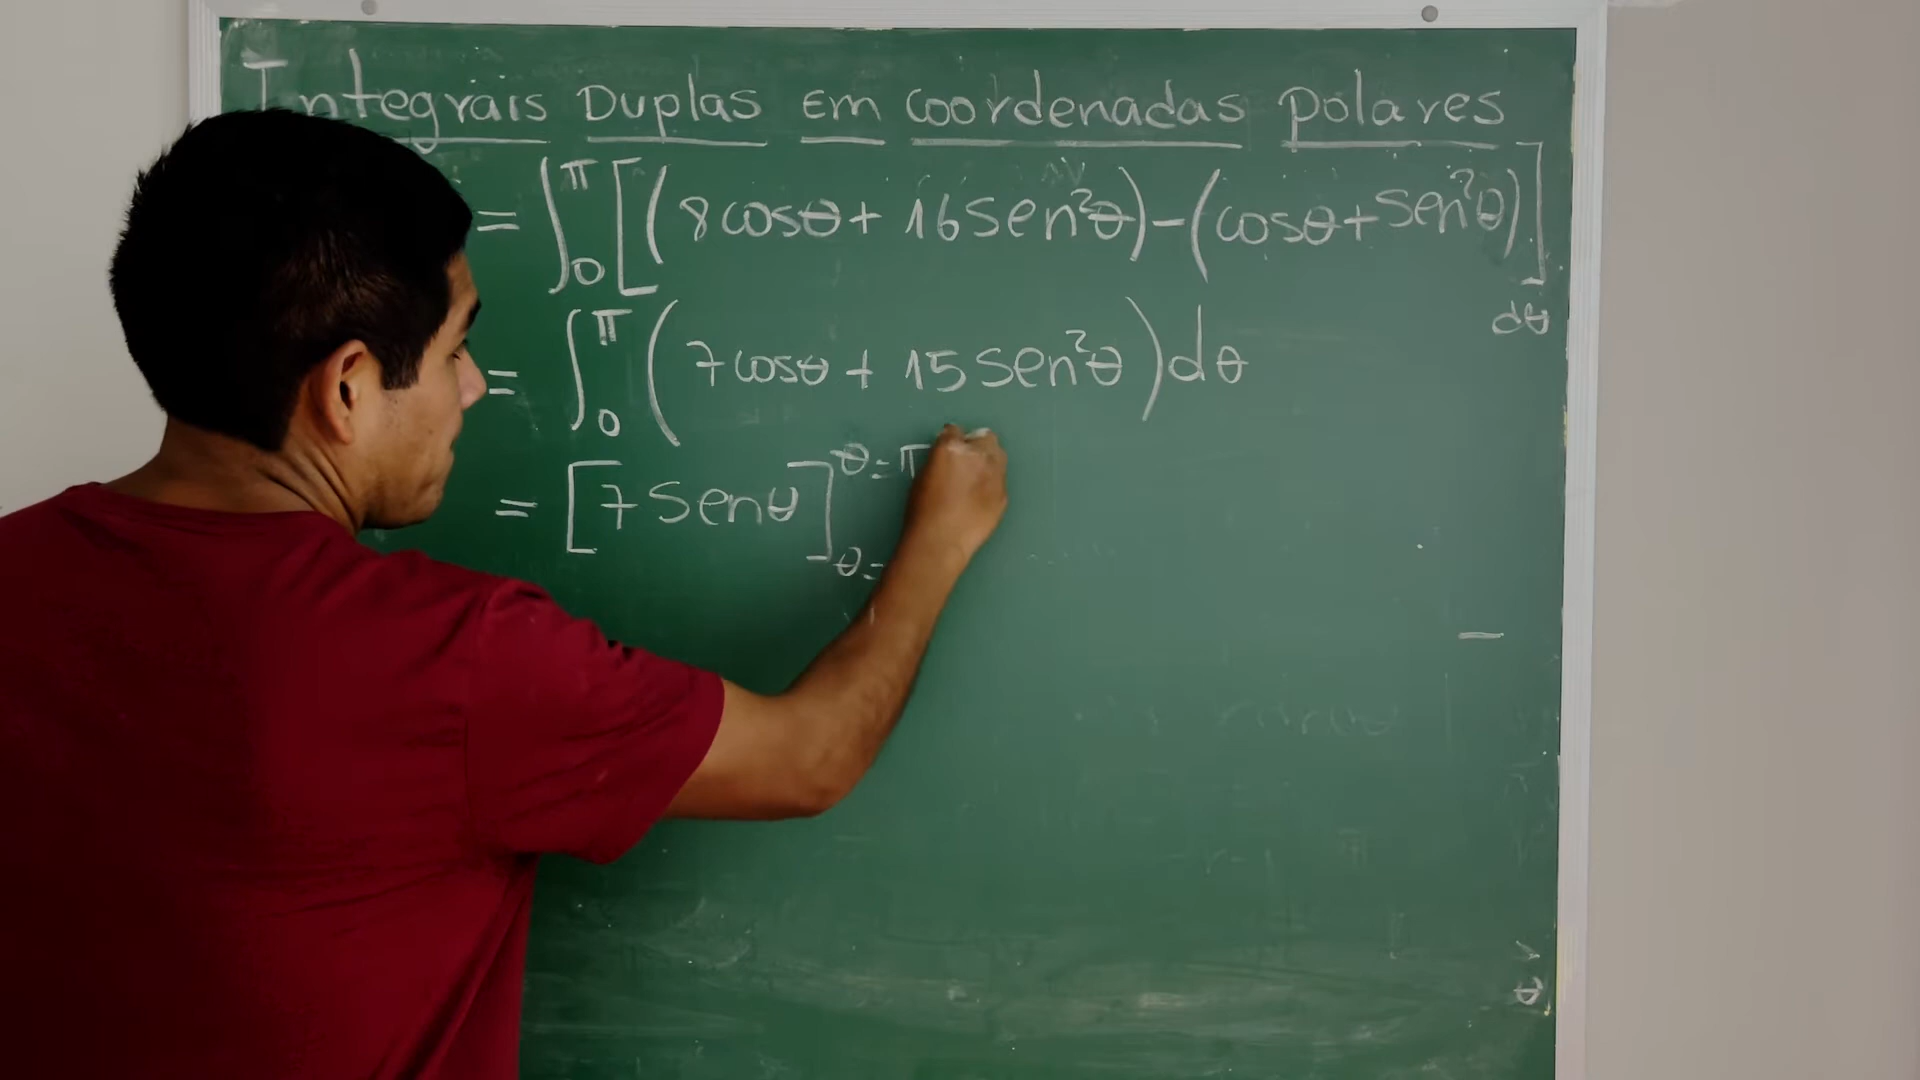 Integrais Duplas em coordenadas polares
= ∫₀^π [(8cosθ + 16sen²θ) - (cosθ + sen²θ)]
dθ
= ∫₀^π (7cosθ + 15sen²θ) dθ
= [7senθ]
θ=π
θ=
θ